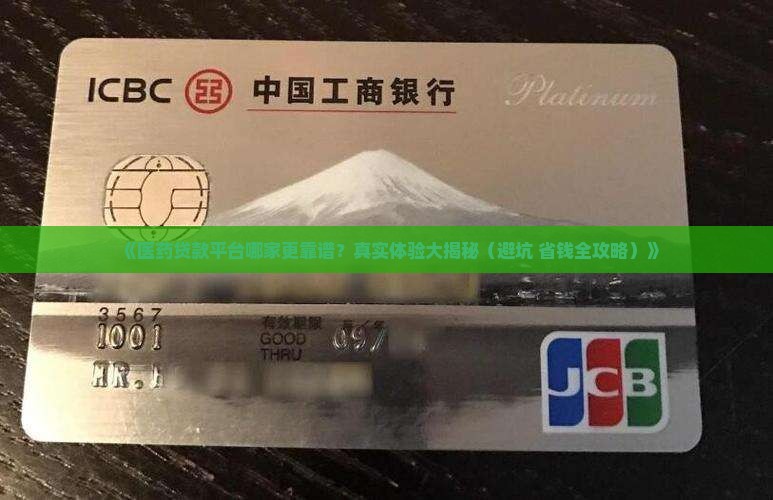 ICBC 中国工商银行 Platinum
《医药贷款平台哪家更靠谱？真实体验大揭秘（避坑 省钱全攻略）》
3567
1001 有效期限
GOOD
THRU 09/
MR.
JCB